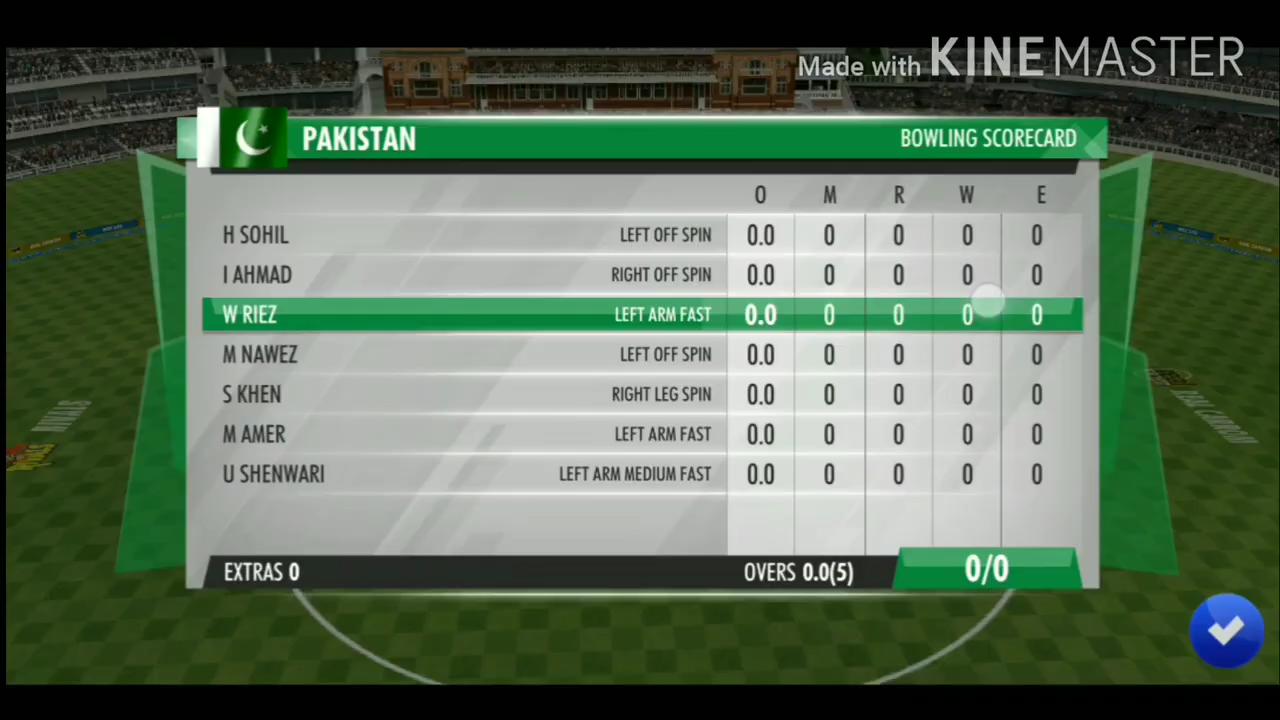 Made with KINEMASTER
PAKISTAN BOWLING SCORECARD
O M R W E
H SOHIL LEFT OFF SPIN 0.0 0 0 0 0
I AHMAD RIGHT OFF SPIN 0.0 0 0 0 0
W RIEZ LEFT ARM FAST 0.0 0 0 0 0
M NAWEZ LEFT OFF SPIN 0.0 0 0 0 0
S KHEN RIGHT LEG SPIN 0.0 0 0 0 0
M AMER LEFT ARM FAST 0.0 0 0 0 0
U SHENWARI LEFT ARM MEDIUM FAST 0.0 0 0 0 0
EXTRAS 0 OVERS 0.0(5) 0/0